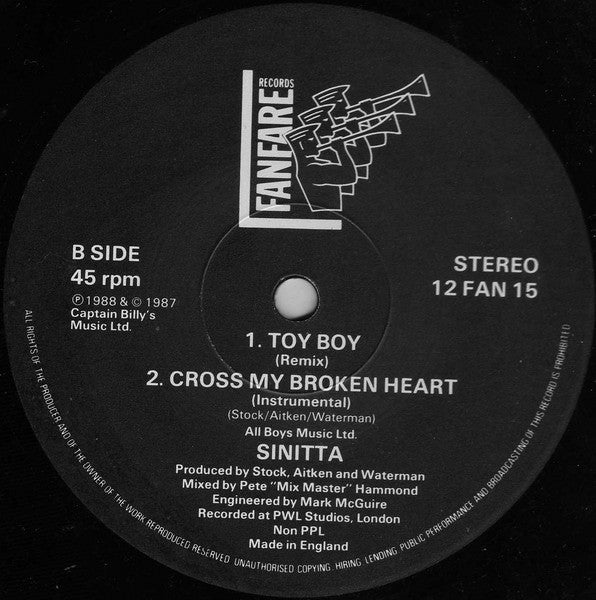 FANFARE
RECORDS
B SIDE
45 rpm
℗ 1988 & © 1987
Captain Billy's
Music Ltd.
STEREO
12 FAN 15
1. TOY BOY
(Remix)
2. CROSS MY BROKEN HEART
(Instrumental)
(Stock/Aitken/Waterman)
All Boys Music Ltd.
SINITTA
Produced by Stock, Aitken and Waterman
Mixed by Pete "Mix Master" Hammond
Engineered by Mark McGuire
Recorded at PWL Studios, London
Non PPL
Made in England
ALL RIGHTS OF THE PRODUCER AND OF THE OWNER OF THE WORK REPRODUCED RESERVED. UNAUTHORISED COPYING. HIRING LENDING PUBLIC PERFORMANCE AND BROADCASTING OF THIS RECORD IS PROHIBITED